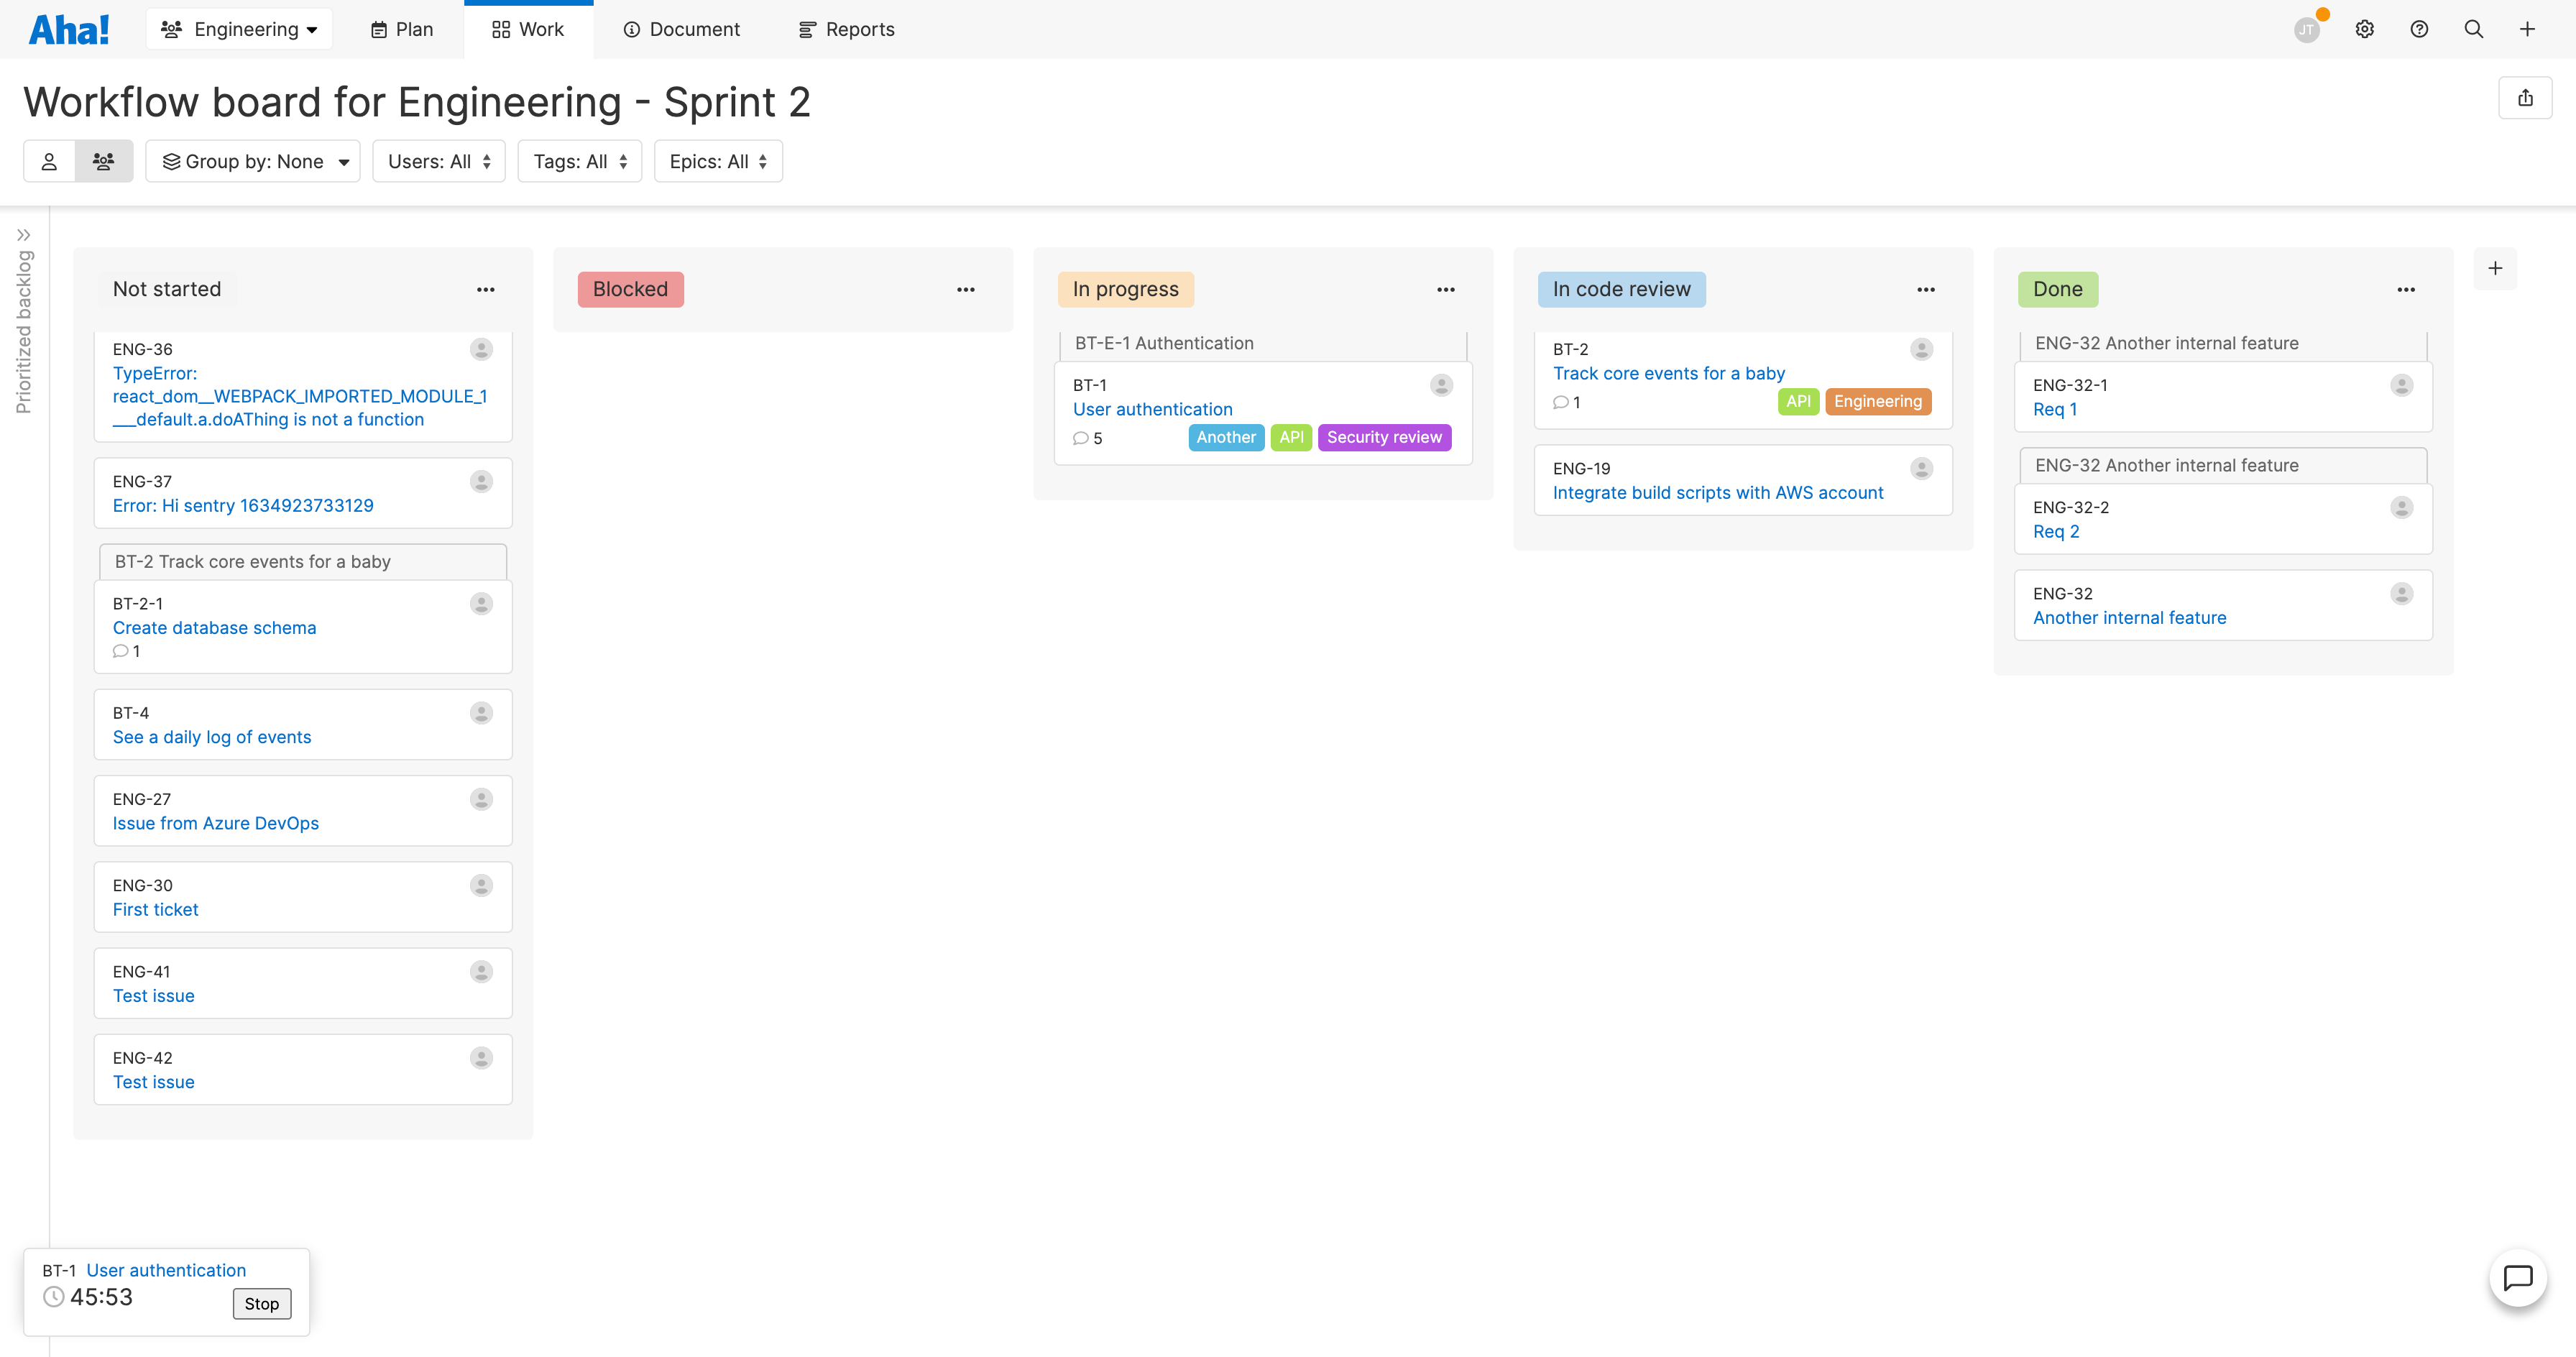 Aha!
Engineering
Plan
Work
Document
Reports
JT
Workflow board for Engineering - Sprint 2
Group by: None
Users: All
Tags: All
Epics: All
Prioritized backlog
Not started
ENG-36
TypeError:
react_dom__WEBPACK_IMPORTED_MODULE_1
___default.a.doAThing is not a function
ENG-37
Error: Hi sentry 1634923733129
BT-2 Track core events for a baby
BT-2-1
Create database schema
1
BT-4
See a daily log of events
ENG-27
Issue from Azure DevOps
ENG-30
First ticket
ENG-41
Test issue
ENG-42
Test issue
Blocked
In progress
BT-E-1 Authentication
BT-1
User authentication
5 Another API Security review
In code review
BT-2
Track core events for a baby
1 API Engineering
ENG-19
Integrate build scripts with AWS account
Done
ENG-32 Another internal feature
ENG-32-1
Req 1
ENG-32 Another internal feature
ENG-32-2
Req 2
ENG-32
Another internal feature
BT-1 User authentication
45:53
Stop